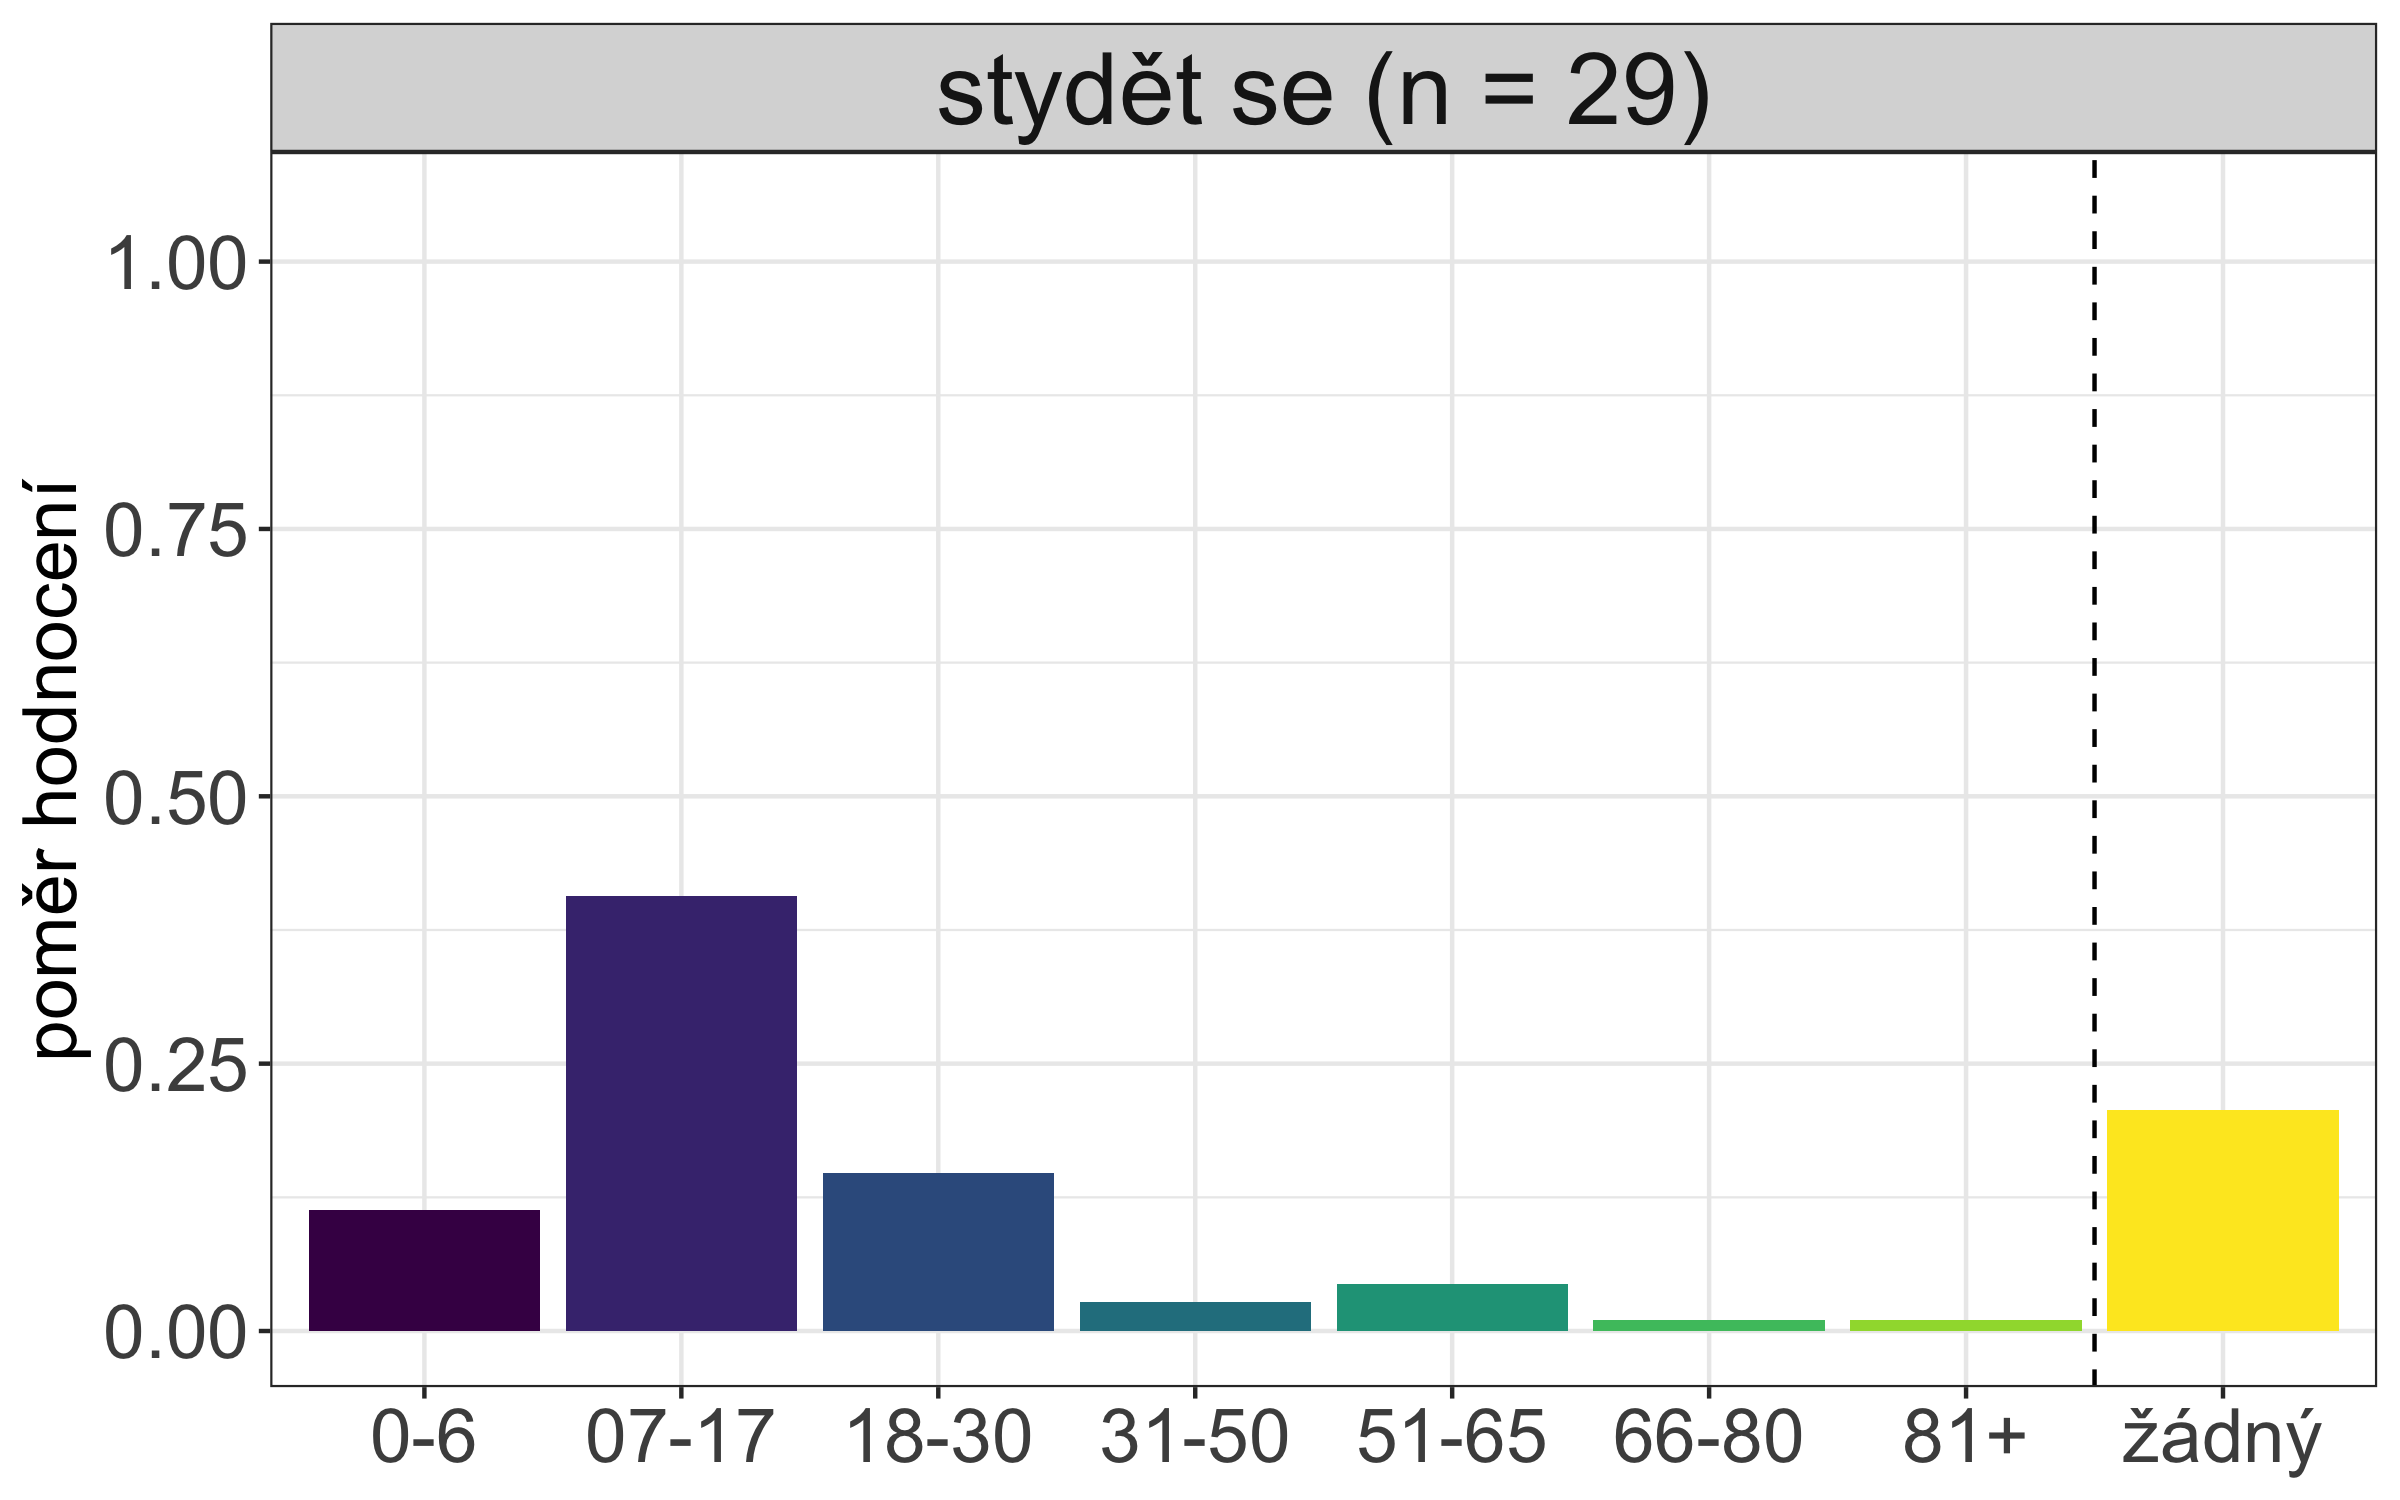 stydět se (n = 29)
poměr hodnocení
1.00
0.75
0.50
0.25
0.00
0-6 07-17 18-30 31-50 51-65 66-80 81+ žádný